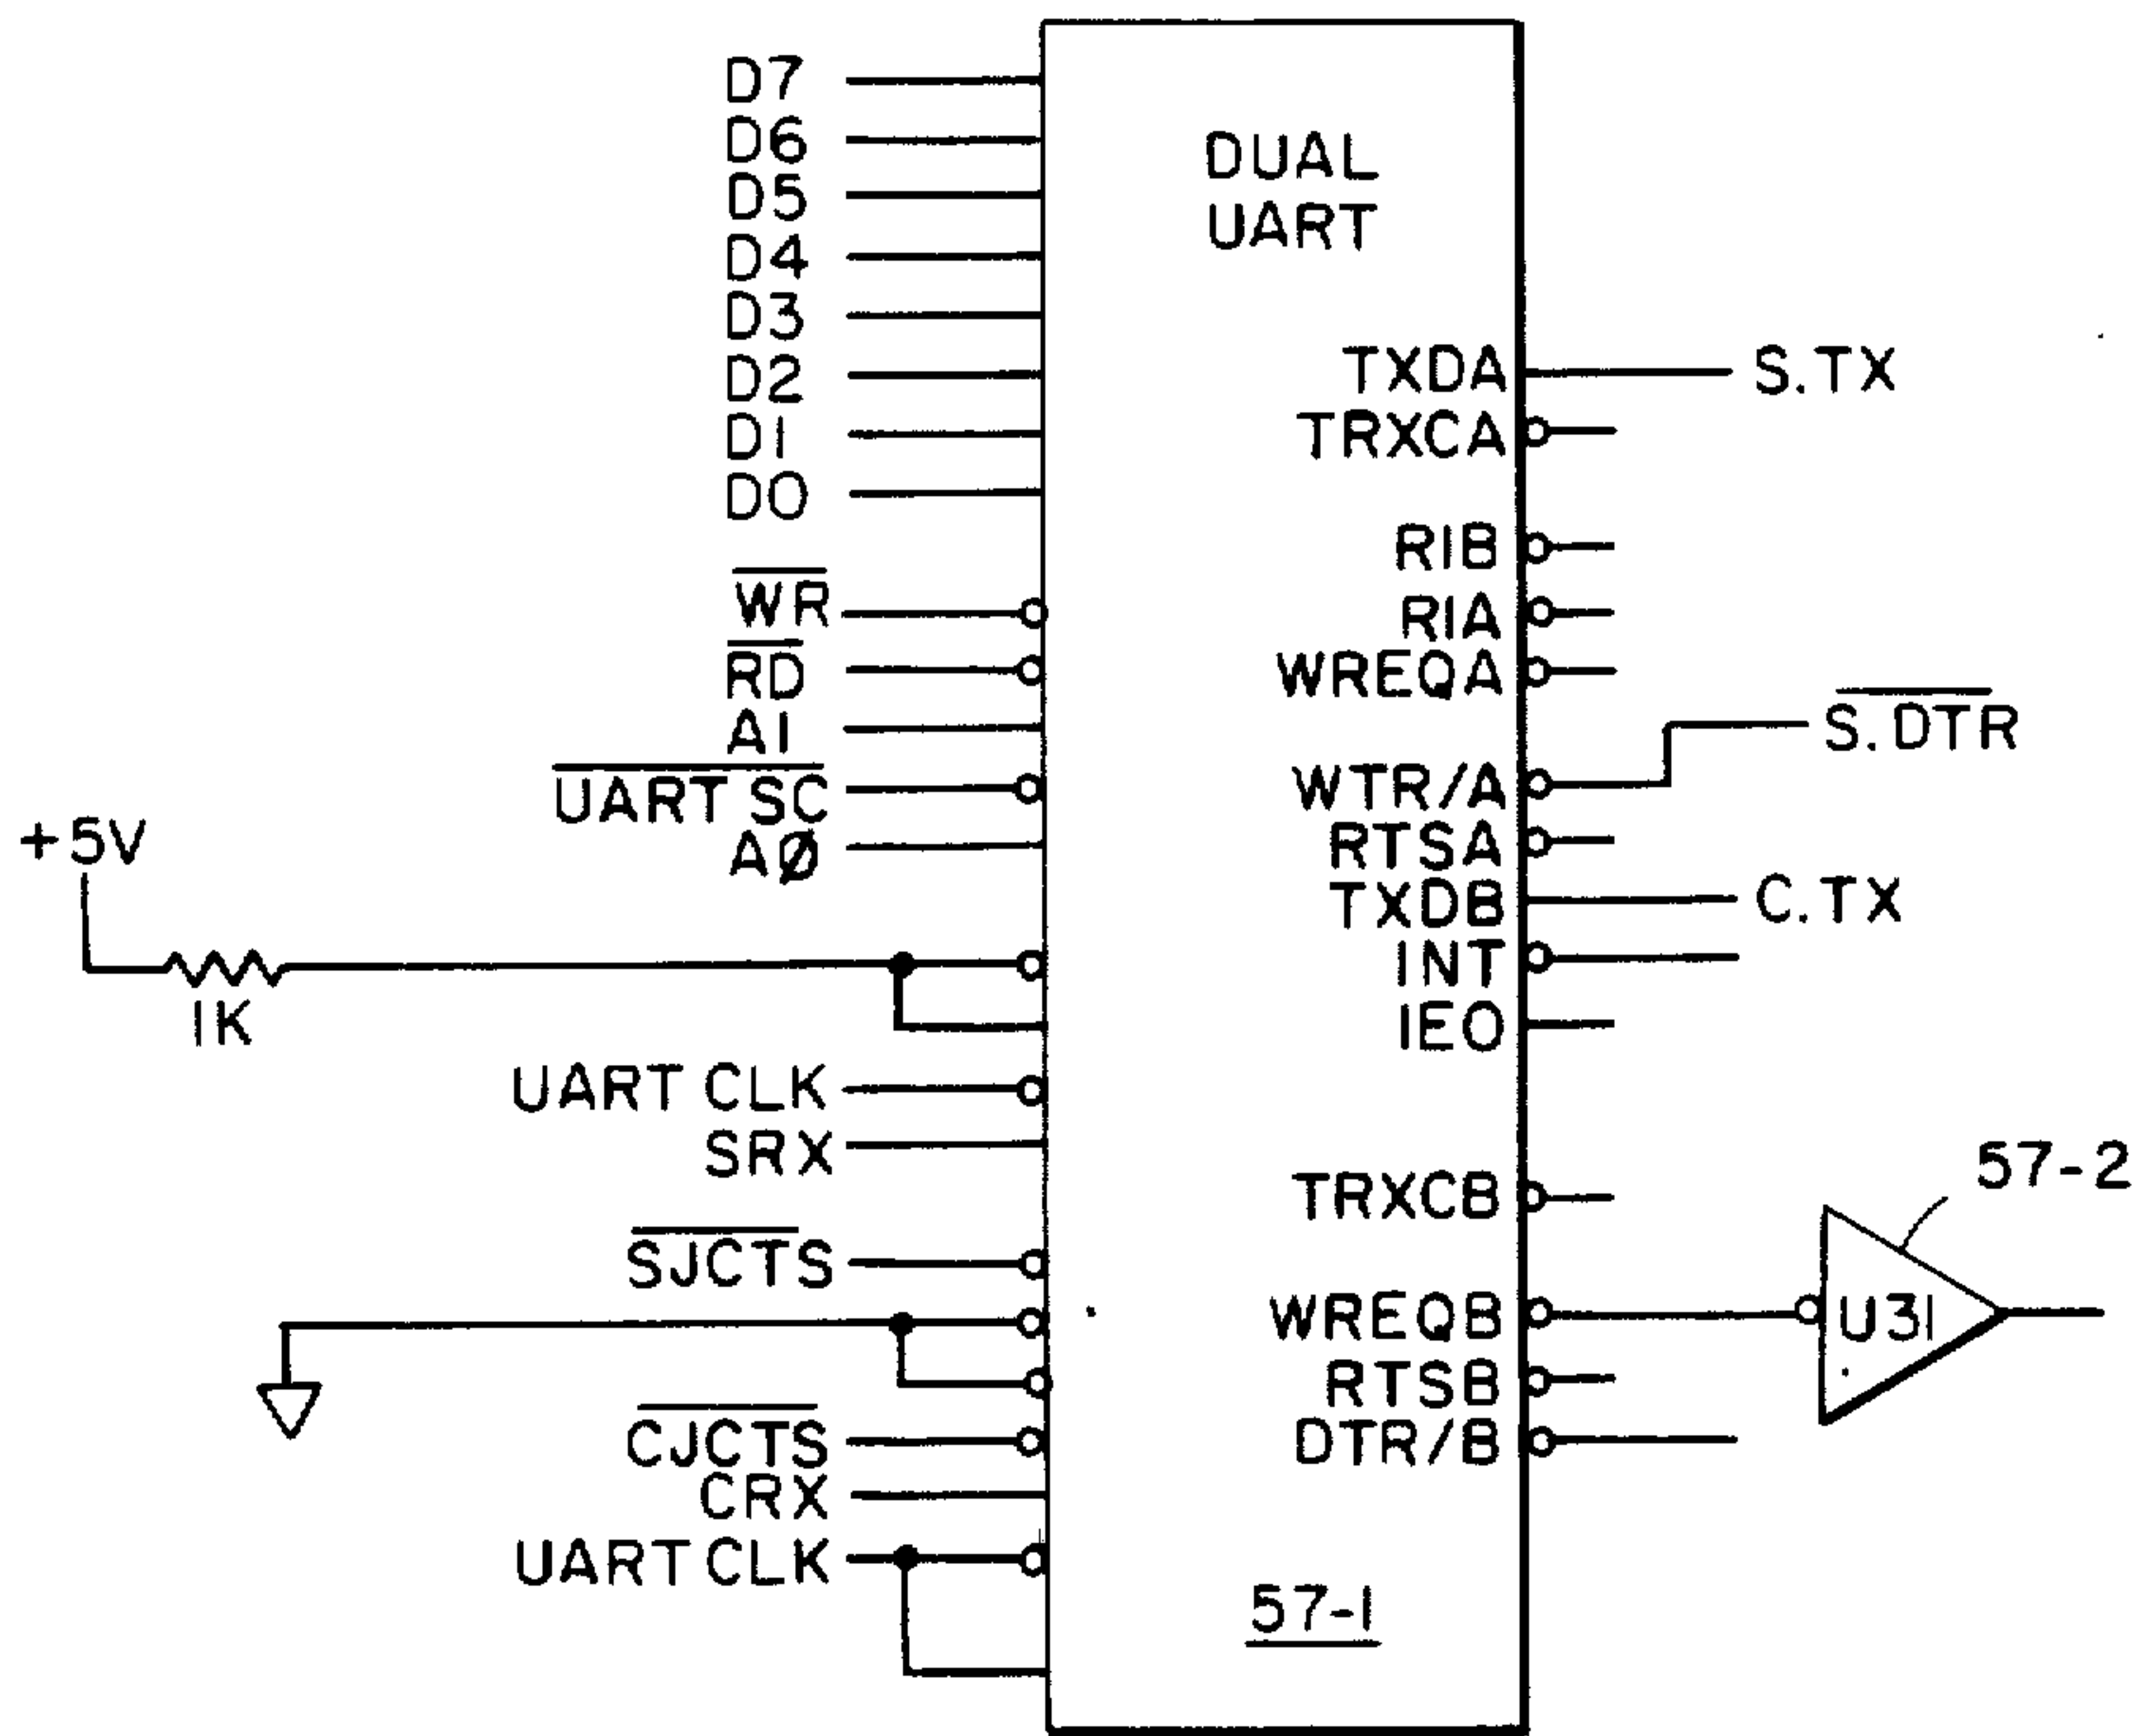 D7
D6
D5
D4
D3
D2
D1
D0
WR
RD
A1
UART SC
AØ
+5V
1K
UART CLK
SRX
SJCTS
CJCTS
CRX
UART CLK
DUAL
UART
TXDA
TRXCA
RIB
RIA
WREQA
WTR/A
RTSA
TXDB
INT
IEO
TRXCB
WREQB
RTSB
DTR/B
57-1
S.TX
S.DTR
C.TX
57-2
U31